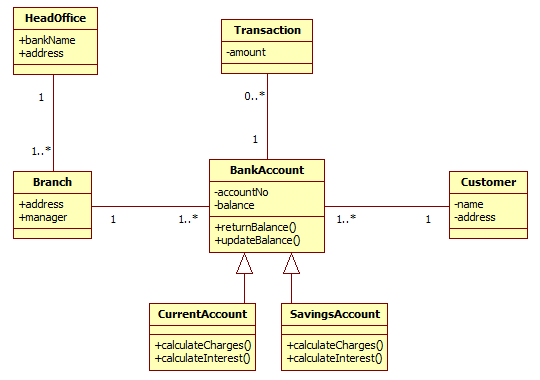 HeadOffice
+bankName
+address
Transaction
-amount
1
1..*
0..*
1
Branch
+address
+manager
1
1..*
BankAccount
-accountNo
-balance
+returnBalance()
+updateBalance()
1..*
1
Customer
-name
-address
CurrentAccount
+calculateCharges()
+calculateInterest()
SavingsAccount
+calculateCharges()
+calculateInterest()